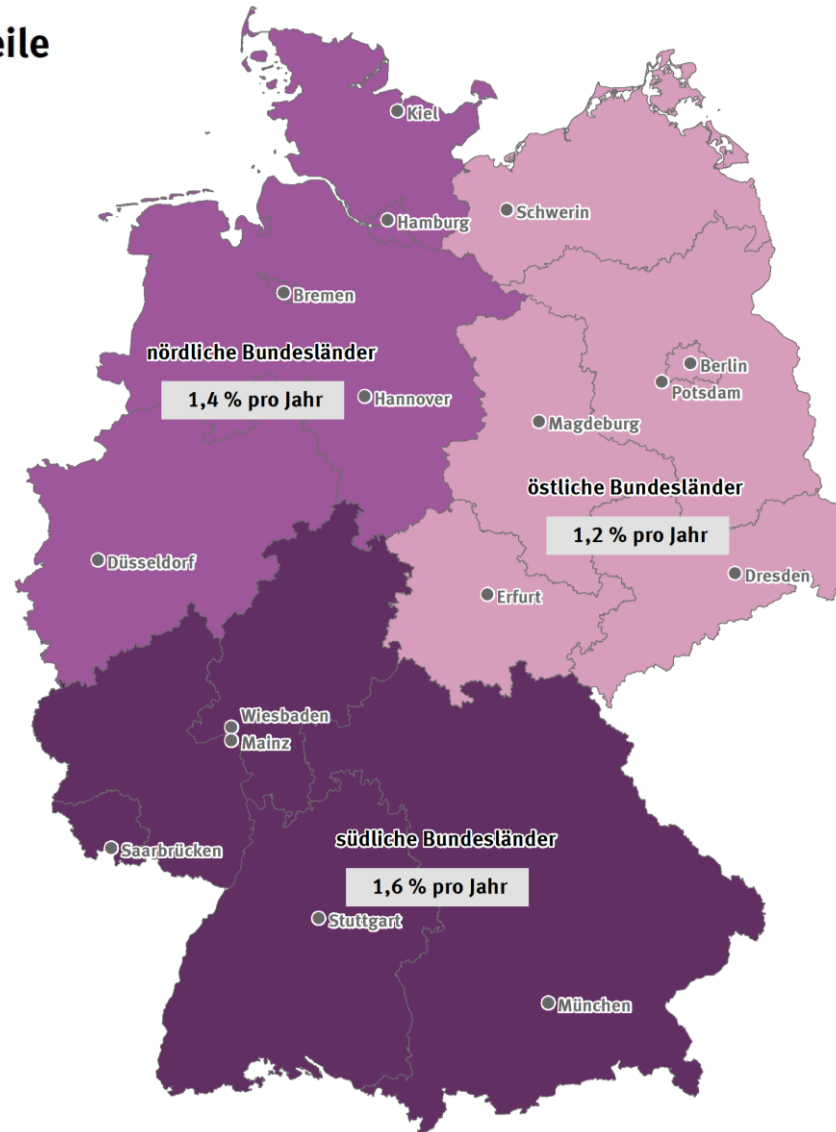 eile
Kiel
Schwerin
Hamburg
Bremen
nördliche Bundesländer
1,4 % pro Jahr
Hannover
Berlin
Potsdam
Magdeburg
östliche Bundesländer
1,2 % pro Jahr
Düsseldorf
Dresden
Erfurt
Wiesbaden
Mainz
südliche Bundesländer
Saarbrücken
1,6 % pro Jahr
Stuttgart
München